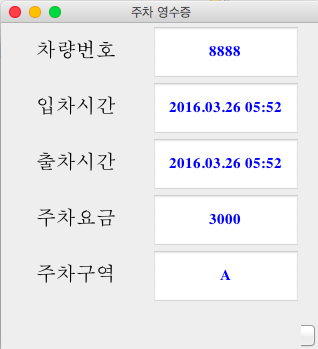 주차 영수증
차량번호 8888
입차시간 2016.03.26 05:52
출차시간 2016.03.26 05:52
주차요금 3000
주차구역 A